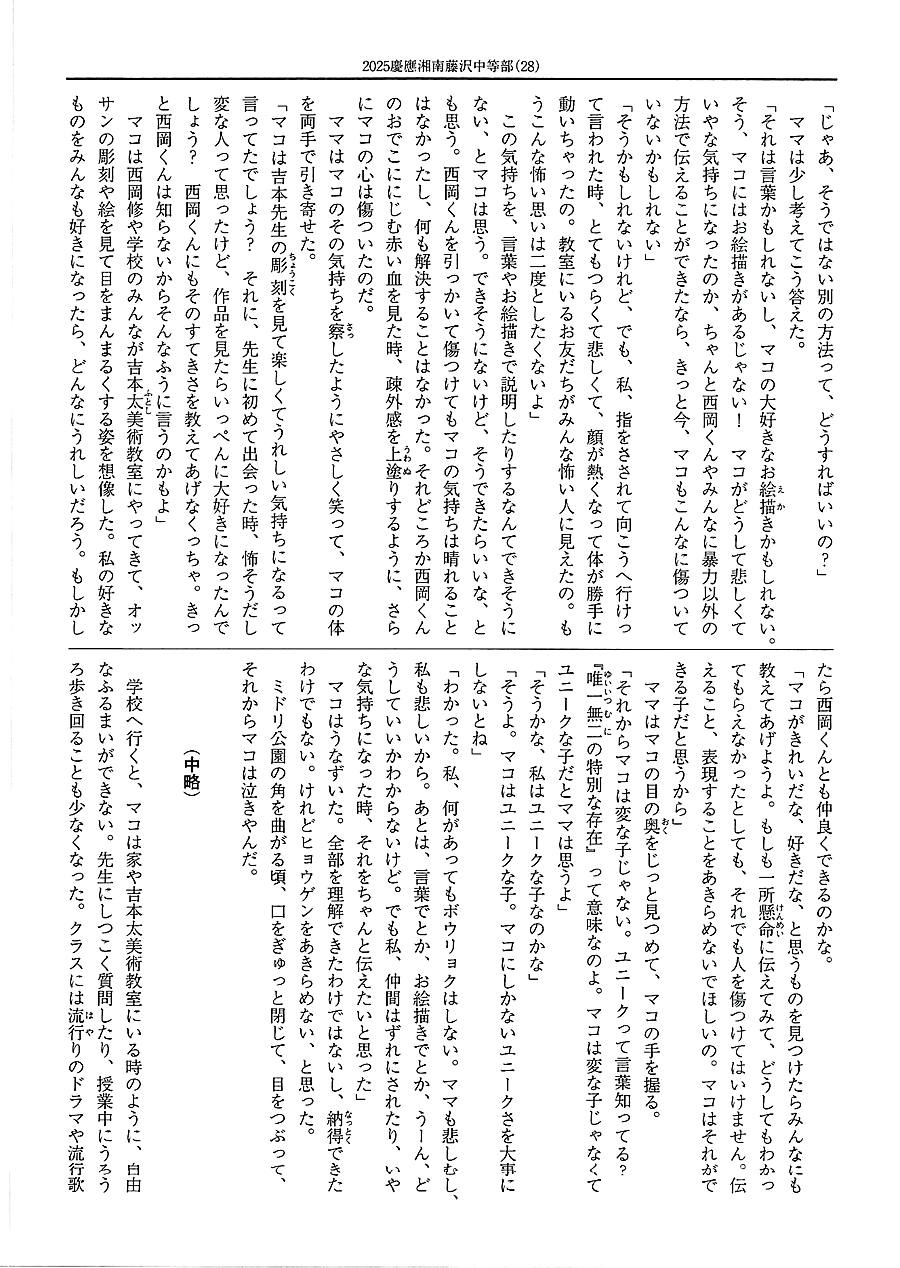 2025慶應湘南藤沢中等部(28)
「じゃあ、そうではない別の方法って、どうすればいいの？」
ママは少し考えてこう答えた。
「それは言葉かもしれないし、マコの大好きなお絵描きかもしれない。
そう、マコにはお絵描きがあるじゃない！　マコがどうして悲しくて
いやな気持ちになったのか、ちゃんと西岡くんやみんなに暴力以外の
方法で伝えることができたなら、きっと今、マコもこんなに傷ついて
いないかもしれない」
「そうかもしれないけれど、でも、私、指をさされて向こうへ行けっ
て言われた時、とてもつらくて悲しくて、顔が熱くなって体が勝手に
動いちゃったの。教室にいるお友だちがみんな怖い人に見えたの。も
うこんな怖い思いは二度としたくないよ」
この気持ちを、言葉やお絵描きで説明したりするなんてできそうに
ない、とマコは思う。できそうにないけど、そうできたらいいな、と
も思う。西岡くんを引っかいて傷つけてもマコの気持ちは晴れること
はなかったし、何も解決することはなかった。それどころか西岡くん
のおでこににじむ赤い血を見た時、疎外感を上塗りするように、さら
にマコの心は傷ついたのだ。
ママはマコのその気持ちを察したようにやさしく笑って、マコの体
を両手で引き寄せた。
「マコは吉本先生の彫刻を見て楽しくてうれしい気持ちになるって
言ってたでしょう？　それに、先生に初めて出会った時、怖そうだし
変な人って思ったけど、作品を見たらいっぺんに大好きになったんで
しょう？　西岡くんにもそのすてきさを教えてあげなくっちゃ。きっ
と西岡くんは知らないからそんなふうに言うのかもよ」
マコは西岡修や学校のみんなが吉本太美術教室にやってきて、オッ
サンの彫刻や絵を見て目をまんまるくする姿を想像した。私の好きな
ものをみんなも好きになったら、どんなにうれしいだろう。もしかし
たら西岡くんとも仲良くできるのかな。
「マコがきれいだな、好きだな、と思うものを見つけたらみんなにも
教えてあげようよ。もしも一所懸命に伝えてみて、どうしてもわかっ
てもらえなかったとしても、それでも人を傷つけてはいけません。伝
えること、表現することをあきらめないでほしいの。マコはそれがで
きる子だと思うから」
ママはマコの目の奥をじっと見つめて、マコの手を握る。
「それからマコは変な子じゃない。ユニークって言葉知ってる？
『唯一無二の特別な存在』って意味なのよ。マコは変な子じゃなくて
ユニークな子だとママは思うよ」
「そうかな、私はユニークな子なのかな」
「そうよ。マコはユニークな子。マコにしかないユニークさを大事に
しないとね」
「わかった。私、何があってもボウリョクはしない。ママも悲しむし、
私も悲しいから。あとは、言葉でとか、お絵描きでとか、うーん、ど
うしていいかわからないけど。でも私、仲間はずれにされたり、いや
な気持ちになった時、それをちゃんと伝えたいと思った」
マコはうなずいた。全部を理解できたわけではないし、納得できた
わけでもない。けれどヒョウゲンをあきらめない、と思った。
ミドリ公園の角を曲がる頃、口をぎゅっと閉じて、目をつぶって、
それからマコは泣きやんだ。
（中略）
学校へ行くと、マコは家や吉本太美術教室にいる時のように、自由
なふるまいができない。先生にしつこく質問したり、授業中にうろう
ろ歩き回ることも少なくなった。クラスには流行りのドラマや流行歌